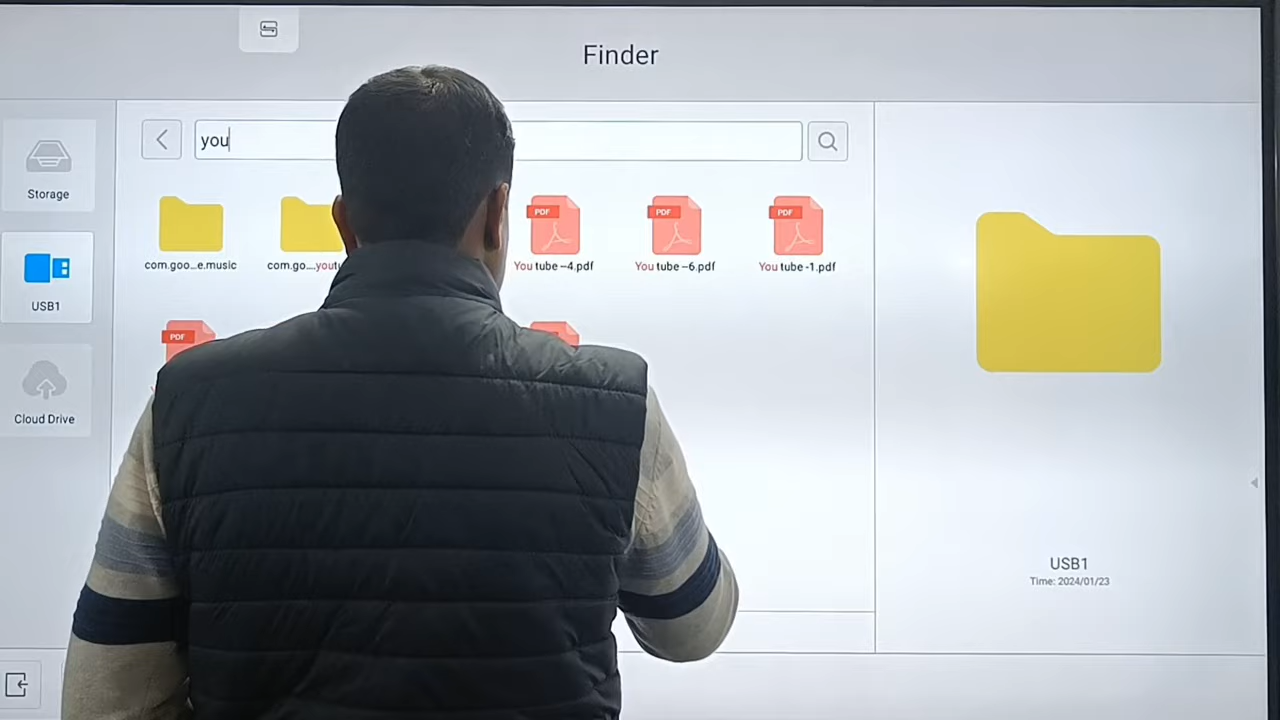 Finder
you
Storage
USB1
Cloud Drive
com.goo...e.music
com.go....youtu
PDF
You tube --4.pdf
PDF
You tube --6.pdf
PDF
You tube -1.pdf
PDF
USB1
Time: 2024/01/23